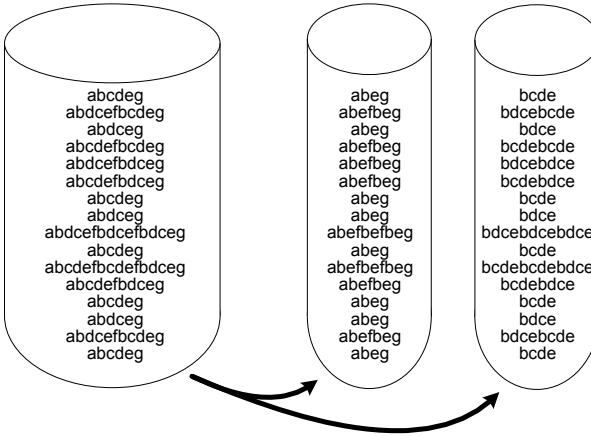 abcdeg
abdcefbcdeg
abdceg
abcdefbcdeg
abdcefbdceg
abcdefbdceg
abcdeg
abdceg
abdcefbdcefbdceg
abcdeg
abcdefbcdefbdceg
abcdefbdceg
abcdeg
abdceg
abdcefbcdeg
abcdeg
abeg
abefbeg
abeg
abefbeg
abefbeg
abefbeg
abeg
abeg
abefbefbeg
abeg
abefbefbeg
abefbeg
abeg
abeg
abefbeg
abeg
bcde
bdcebcde
bdce
bcdebcde
bdcebdce
bcdebdce
bcde
bdce
bdcebdcebdce
bcde
bcdebcdebdce
bcdebdce
bcde
bdce
bdcebcde
bcde